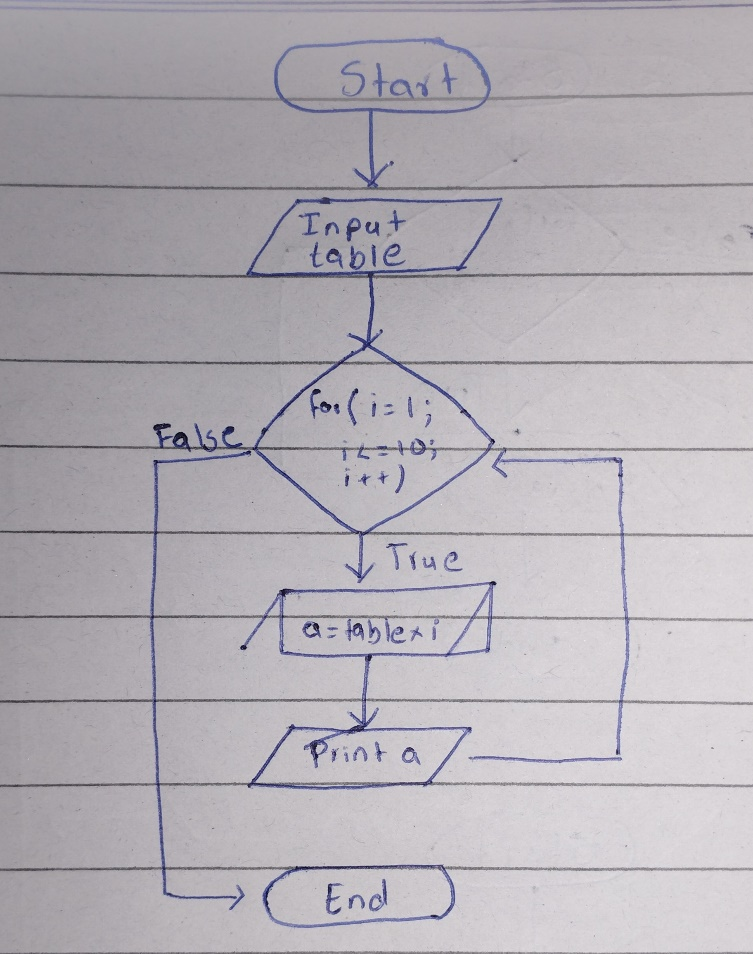 Start
Input
table
for( i=1;
False
i<=10;
i++)
True
a=table×i
Print a
End